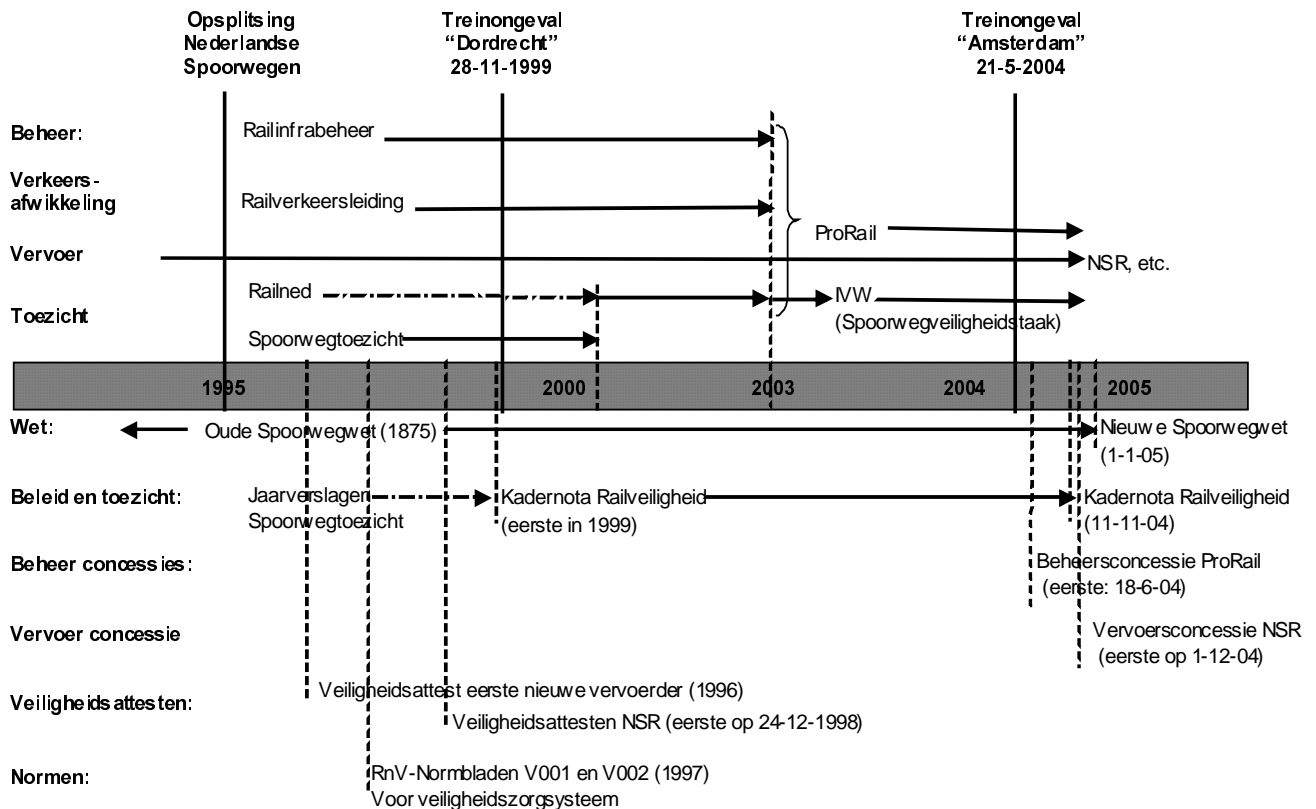 Opsplitsing
Nederlandse
Spoorwegen
Treinongeval
“Dordrecht”
28-11-1999
Treinongeval
“Amsterdam”
21-5-2004
Beheer:
Railinfrabeheer
Verkeers-
afwikkeling
Railverkeersleiding
ProRail
Vervoer
NSR, etc.
Toezicht
Railned
IVW
(Spoorwegveiligheidstaak)
Spoorwegtoezicht
1995 2000 2003 2004 2005
Wet:
Oude Spoorwegwet (1875)
Nieuwe Spoorwegwet
(1-1-05)
Beleid en toezicht:
Jaarverslagen
Spoorwegtoezicht
Kadernota Railveiligheid
(eerste in 1999)
Kadernota Railveiligheid
(11-11-04)
Beheer concessies:
Beheersconcessie ProRail
(eerste: 18-6-04)
Vervoer concessie
Vervoersconcessie NSR
(eerste op 1-12-04)
Veiligheidsattesten:
Veiligheidsattest eerste nieuwe vervoerder (1996)
Veiligheidsattesten NSR (eerste op 24-12-1998)
Normen:
RnV-Normbladen V001 en V002 (1997)
Voor veiligheidszorgsysteem